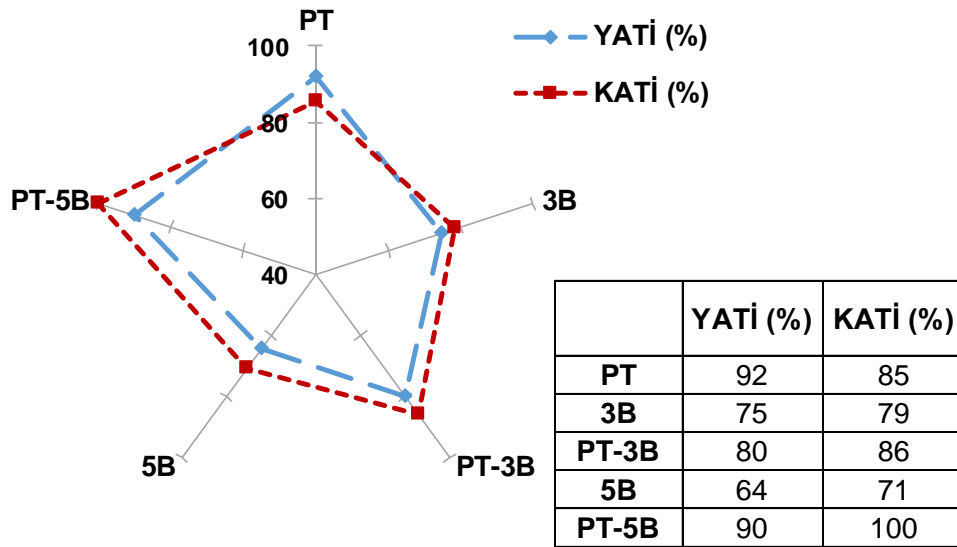 PT
100
YATİ (%)
KATİ (%)
80
PT-5B
3B
60
40
5B
PT-3B
YATİ (%) KATİ (%)
PT 92 85
3B 75 79
PT-3B 80 86
5B 64 71
PT-5B 90 100